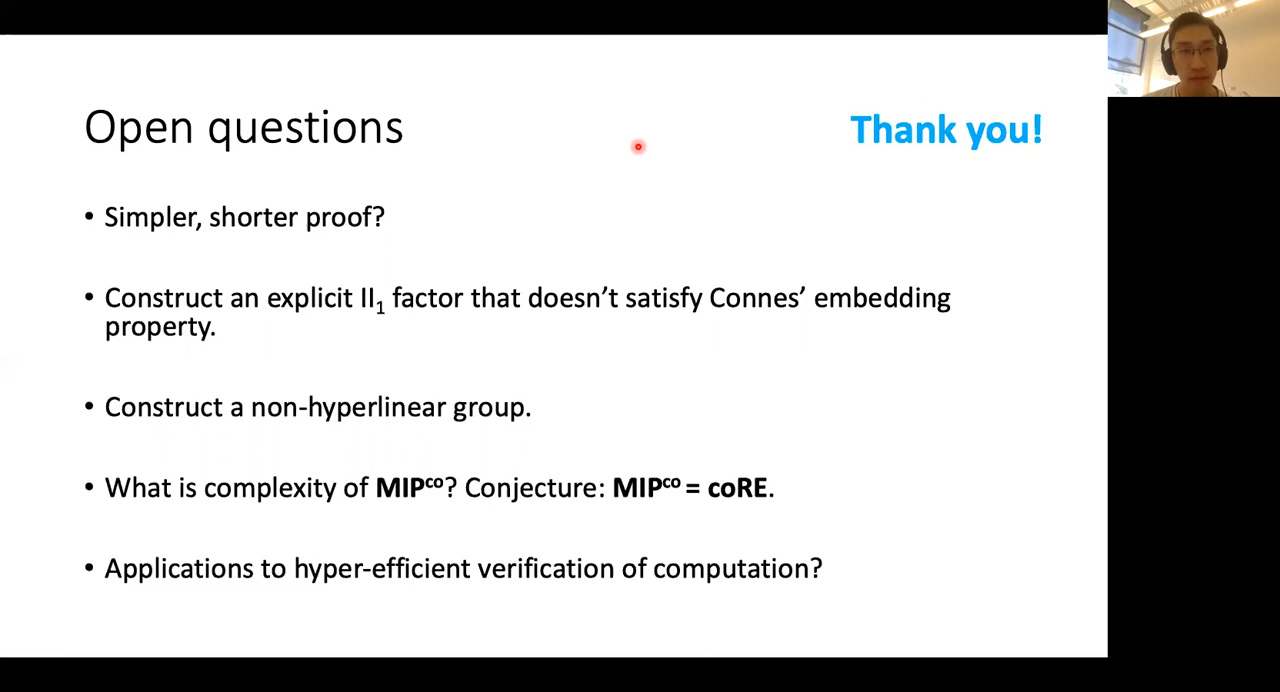 Open questions
Thank you!
• Simpler, shorter proof?
• Construct an explicit II₁ factor that doesn’t satisfy Connes’ embedding
property.
• Construct a non-hyperlinear group.
• What is complexity of MIPᶜᵒ? Conjecture: MIPᶜᵒ = coRE.
• Applications to hyper-efficient verification of computation?